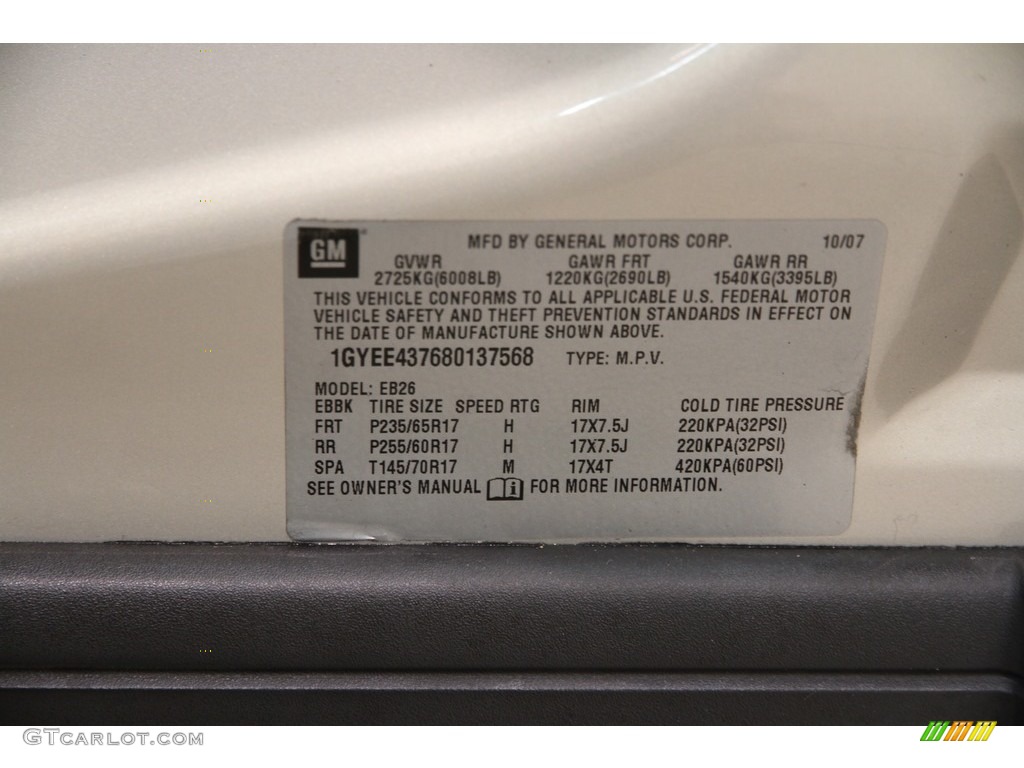 GM
MFD BY GENERAL MOTORS CORP. 10/07
GVWR GAWR FRT GAWR RR
2725KG(6008LB) 1220KG(2690LB) 1540KG(3395LB)
THIS VEHICLE CONFORMS TO ALL APPLICABLE U.S. FEDERAL MOTOR
VEHICLE SAFETY AND THEFT PREVENTION STANDARDS IN EFFECT ON
THE DATE OF MANUFACTURE SHOWN ABOVE.
1GYEE437680137568 TYPE: M.P.V.
MODEL: EB26
EBBK TIRE SIZE SPEED RTG RIM COLD TIRE PRESSURE
FRT P235/65R17 H 17X7.5J 220KPA(32PSI)
RR P255/60R17 H 17X7.5J 220KPA(32PSI)
SPA T145/70R17 M 17X4T 420KPA(60PSI)
SEE OWNER'S MANUAL i FOR MORE INFORMATION.
GTCARLOT.COM